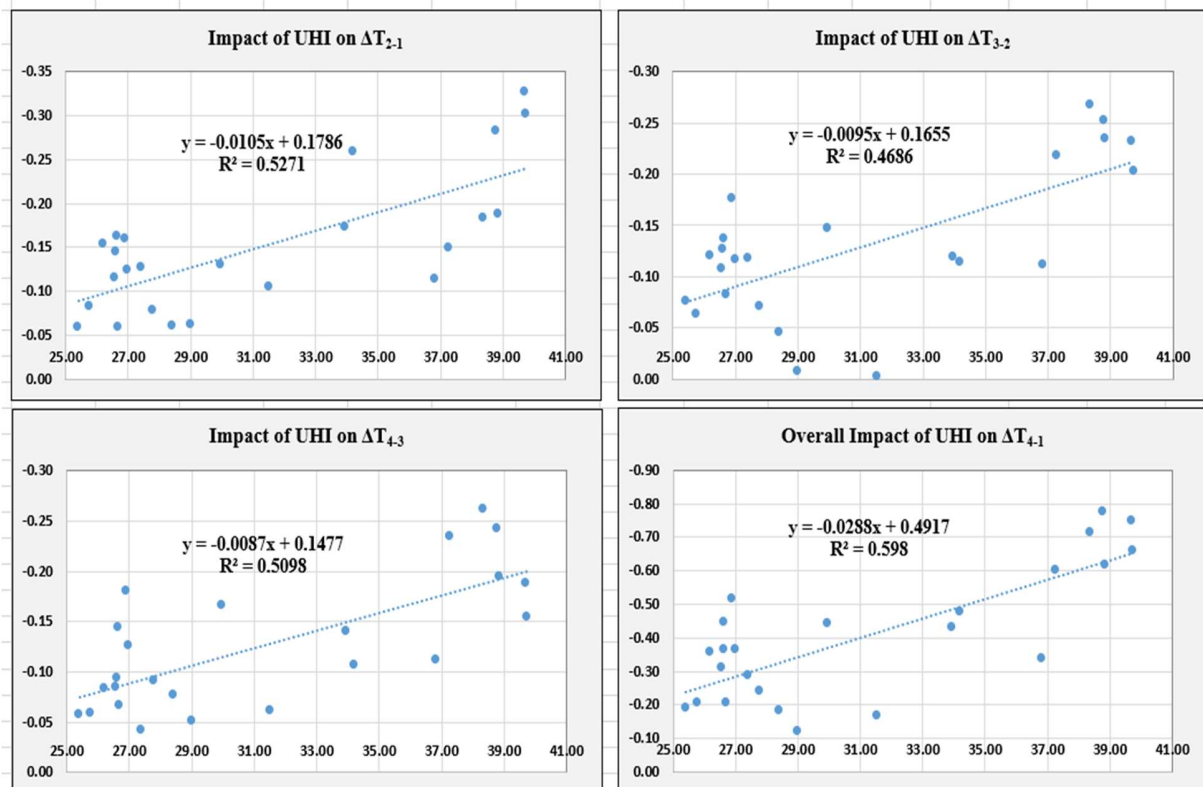 Impact of UHI on ΔT₂₋₁
-0.35
-0.30
-0.25
-0.20
-0.15
-0.10
-0.05
0.00
y = -0.0105x + 0.1786
R² = 0.5271
25.00 27.00 29.00 31.00 33.00 35.00 37.00 39.00 41.00
Impact of UHI on ΔT₃₋₂
-0.30
-0.25
-0.20
-0.15
-0.10
-0.05
0.00
y = -0.0095x + 0.1655
R² = 0.4686
25.00 27.00 29.00 31.00 33.00 35.00 37.00 39.00 41.00
Impact of UHI on ΔT₄₋₃
-0.30
-0.25
-0.20
-0.15
-0.10
-0.05
0.00
y = -0.0087x + 0.1477
R² = 0.5098
25.00 27.00 29.00 31.00 33.00 35.00 37.00 39.00 41.00
Overall Impact of UHI on ΔT₄₋₁
-0.90
-0.80
-0.70
-0.60
-0.50
-0.40
-0.30
-0.20
-0.10
0.00
y = -0.0288x + 0.4917
R² = 0.598
25.00 27.00 29.00 31.00 33.00 35.00 37.00 39.00 41.00